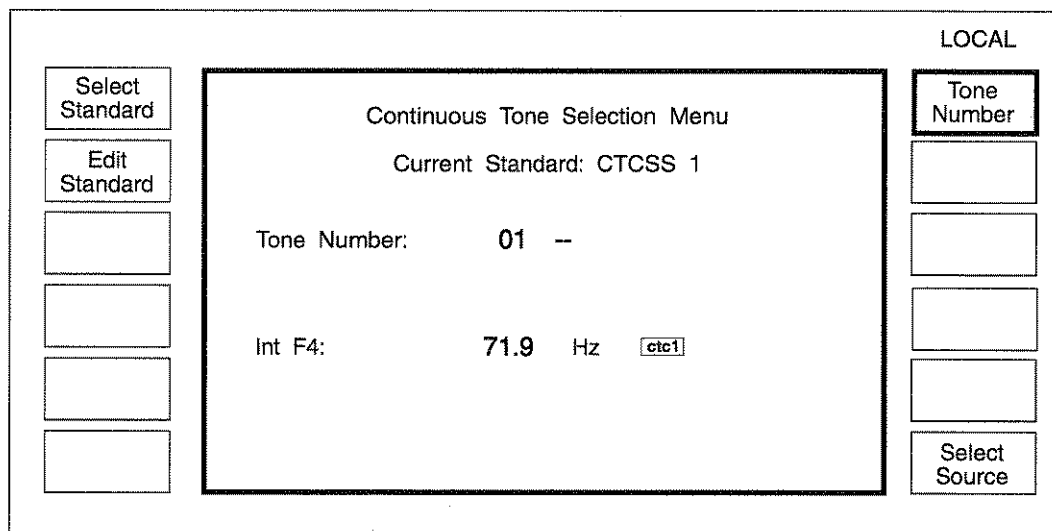 LOCAL
Select
Standard
Edit
Standard
Continuous Tone Selection Menu
Current Standard: CTCSS 1
Tone Number: 01 --
Int F4: 71.9 Hz ctc1
Tone
Number
Select
Source